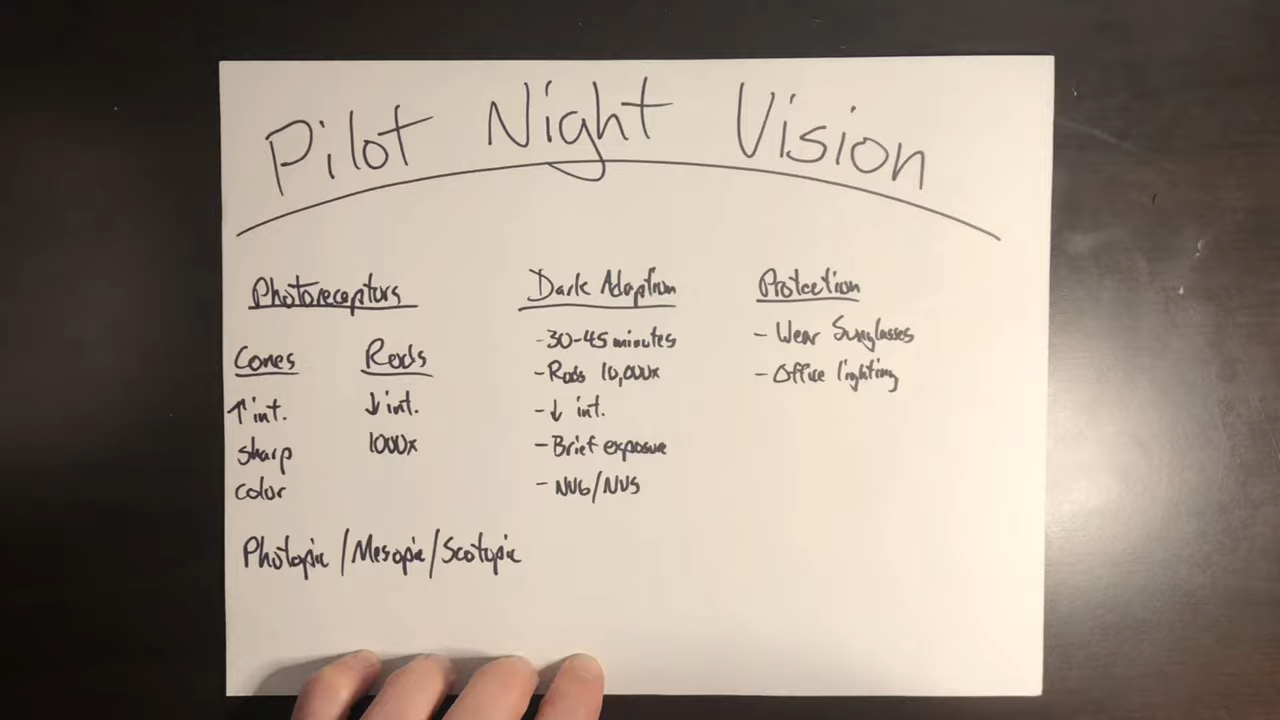 Pilot Night Vision
Photoreceptors
Cones Rods
↑ int. ↓ int.
sharp 1000x
color
Photopic / Mesopic / Scotopic
Dark Adaption
- 30-45 minutes
- Rods 10,000x
- ↓ int.
- Brief exposure
- NVG/NVS
Protection
- Wear Sunglasses
- Office lighting